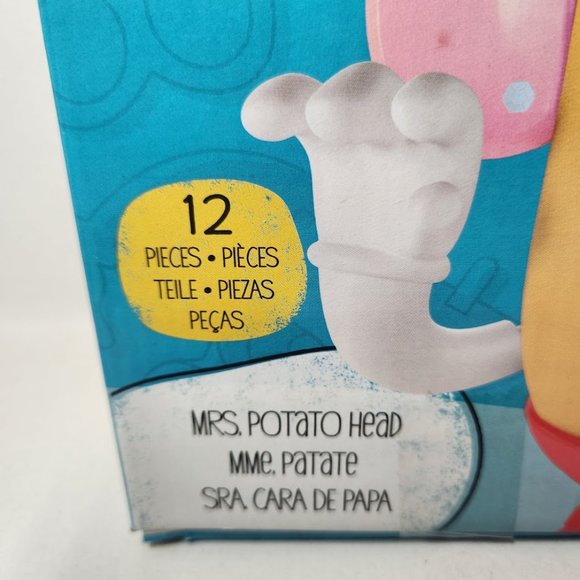 12
PIECES • PIÈCES
TEILE • PIEZAS
PEÇAS
MRS. POTATO HEAD
MME. PATATE
SRA. CARA DE PAPA